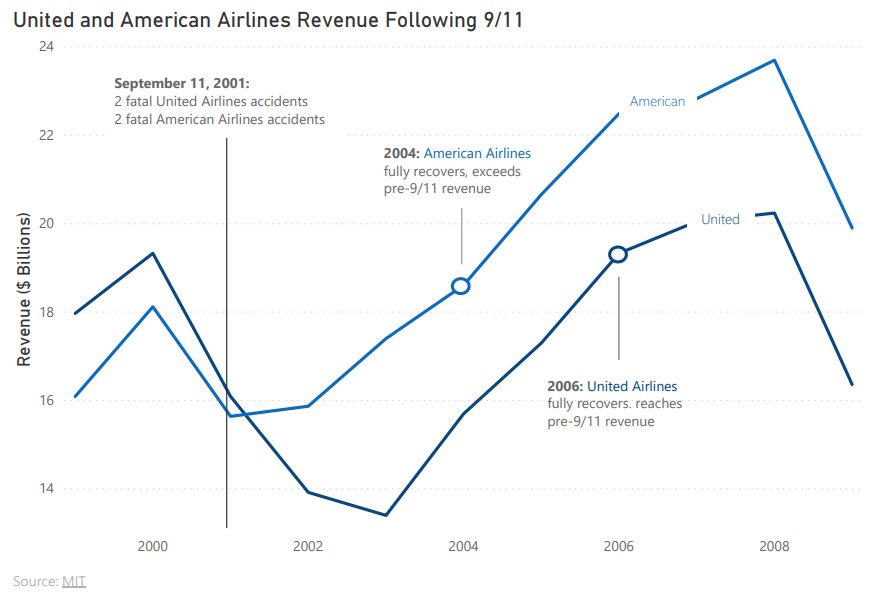 United and American Airlines Revenue Following 9/11
24
September 11, 2001:
2 fatal United Airlines accidents
2 fatal American Airlines accidents
American
22
2004: American Airlines
fully recovers, exceeds
pre-9/11 revenue
United
20
Revenue ($ Billions)
18
2006: United Airlines
fully recovers. reaches
pre-9/11 revenue
16
14
2000
2002
2004
2006
2008
Source: MIT